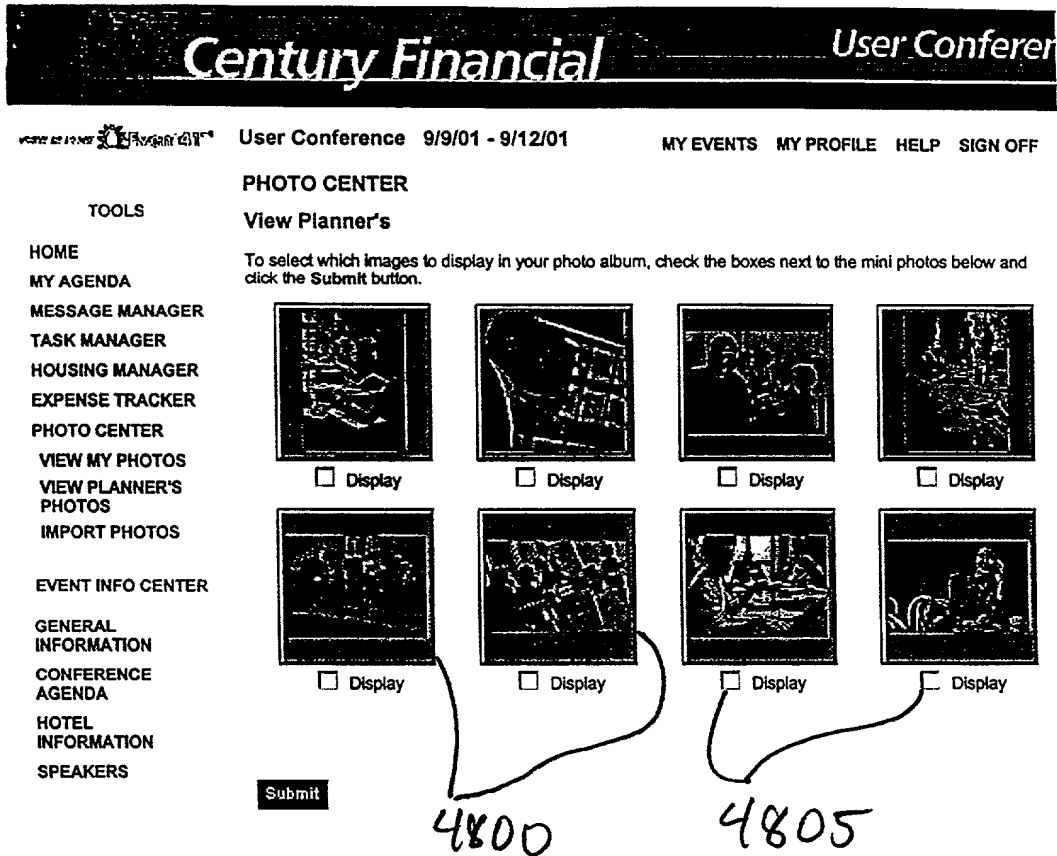 Century Financial
User Conferen
User Conference 9/9/01 - 9/12/01
MY EVENTS MY PROFILE HELP SIGN OFF
PHOTO CENTER
View Planner's
To select which images to display in your photo album, check the boxes next to the mini photos below and
click the Submit button.
TOOLS
HOME
MY AGENDA
MESSAGE MANAGER
TASK MANAGER
HOUSING MANAGER
EXPENSE TRACKER
PHOTO CENTER
VIEW MY PHOTOS
VIEW PLANNER'S
PHOTOS
IMPORT PHOTOS
EVENT INFO CENTER
GENERAL
INFORMATION
CONFERENCE
AGENDA
HOTEL
INFORMATION
SPEAKERS
Display Display Display Display
Display Display Display Display
Submit
4800 4805